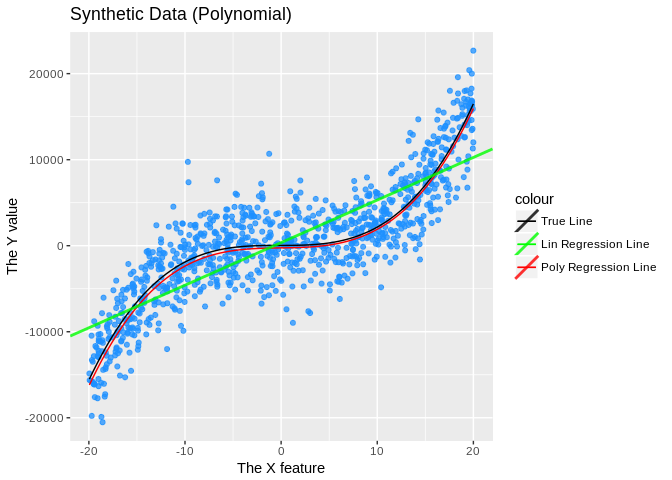 Synthetic Data (Polynomial)
The Y value
20000
10000
0
-10000
-20000
-20
-10
0
10
20
The X feature
colour
True Line
Lin Regression Line
Poly Regression Line